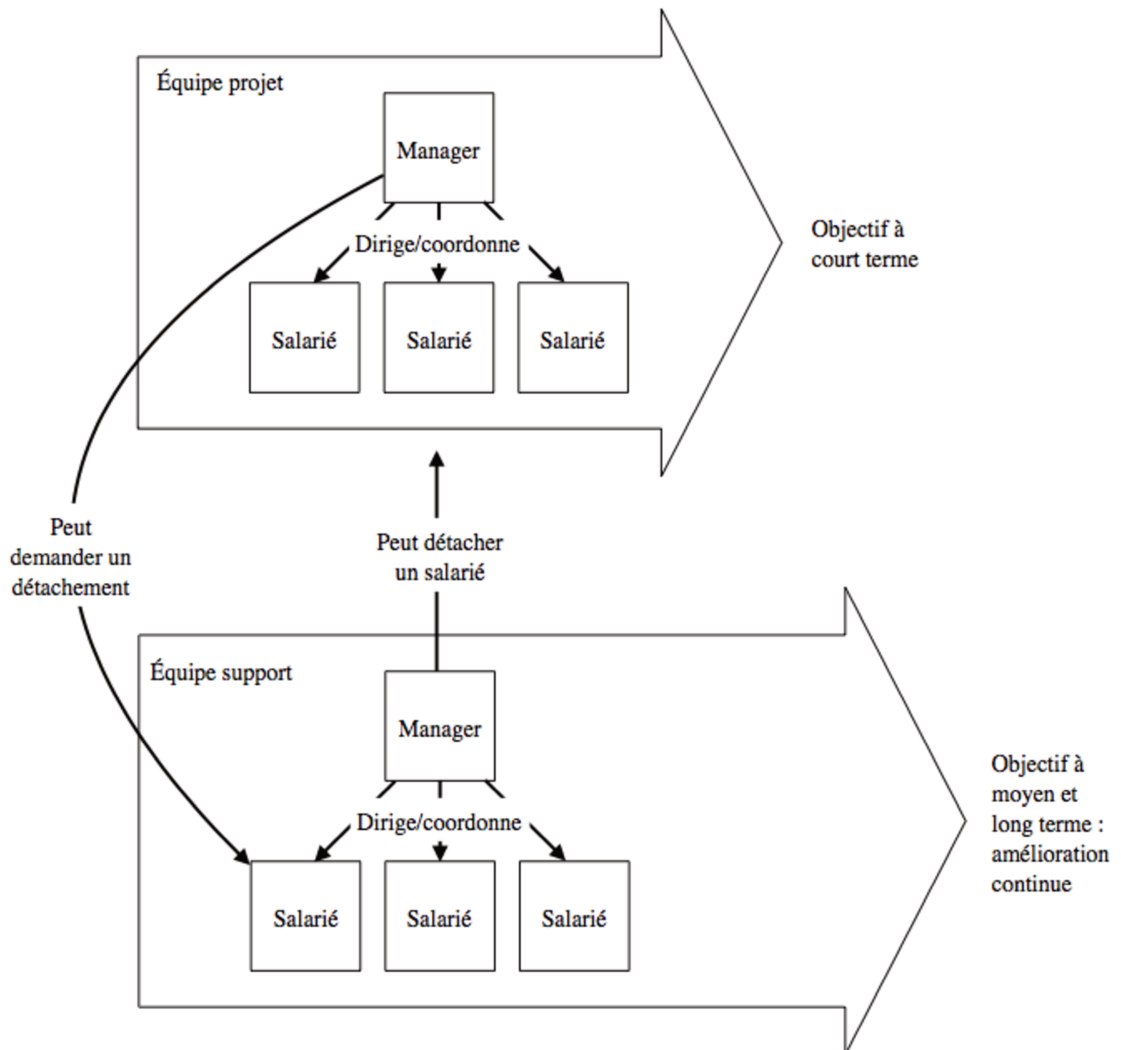 Équipe projet
Manager
Dirige/coordonne
Salarié
Salarié
Salarié
Objectif à
court terme
Peut
demander un
détachement
Peut détacher
un salarié
Équipe support
Manager
Dirige/coordonne
Salarié
Salarié
Salarié
Objectif à
moyen et
long terme :
amélioration
continue